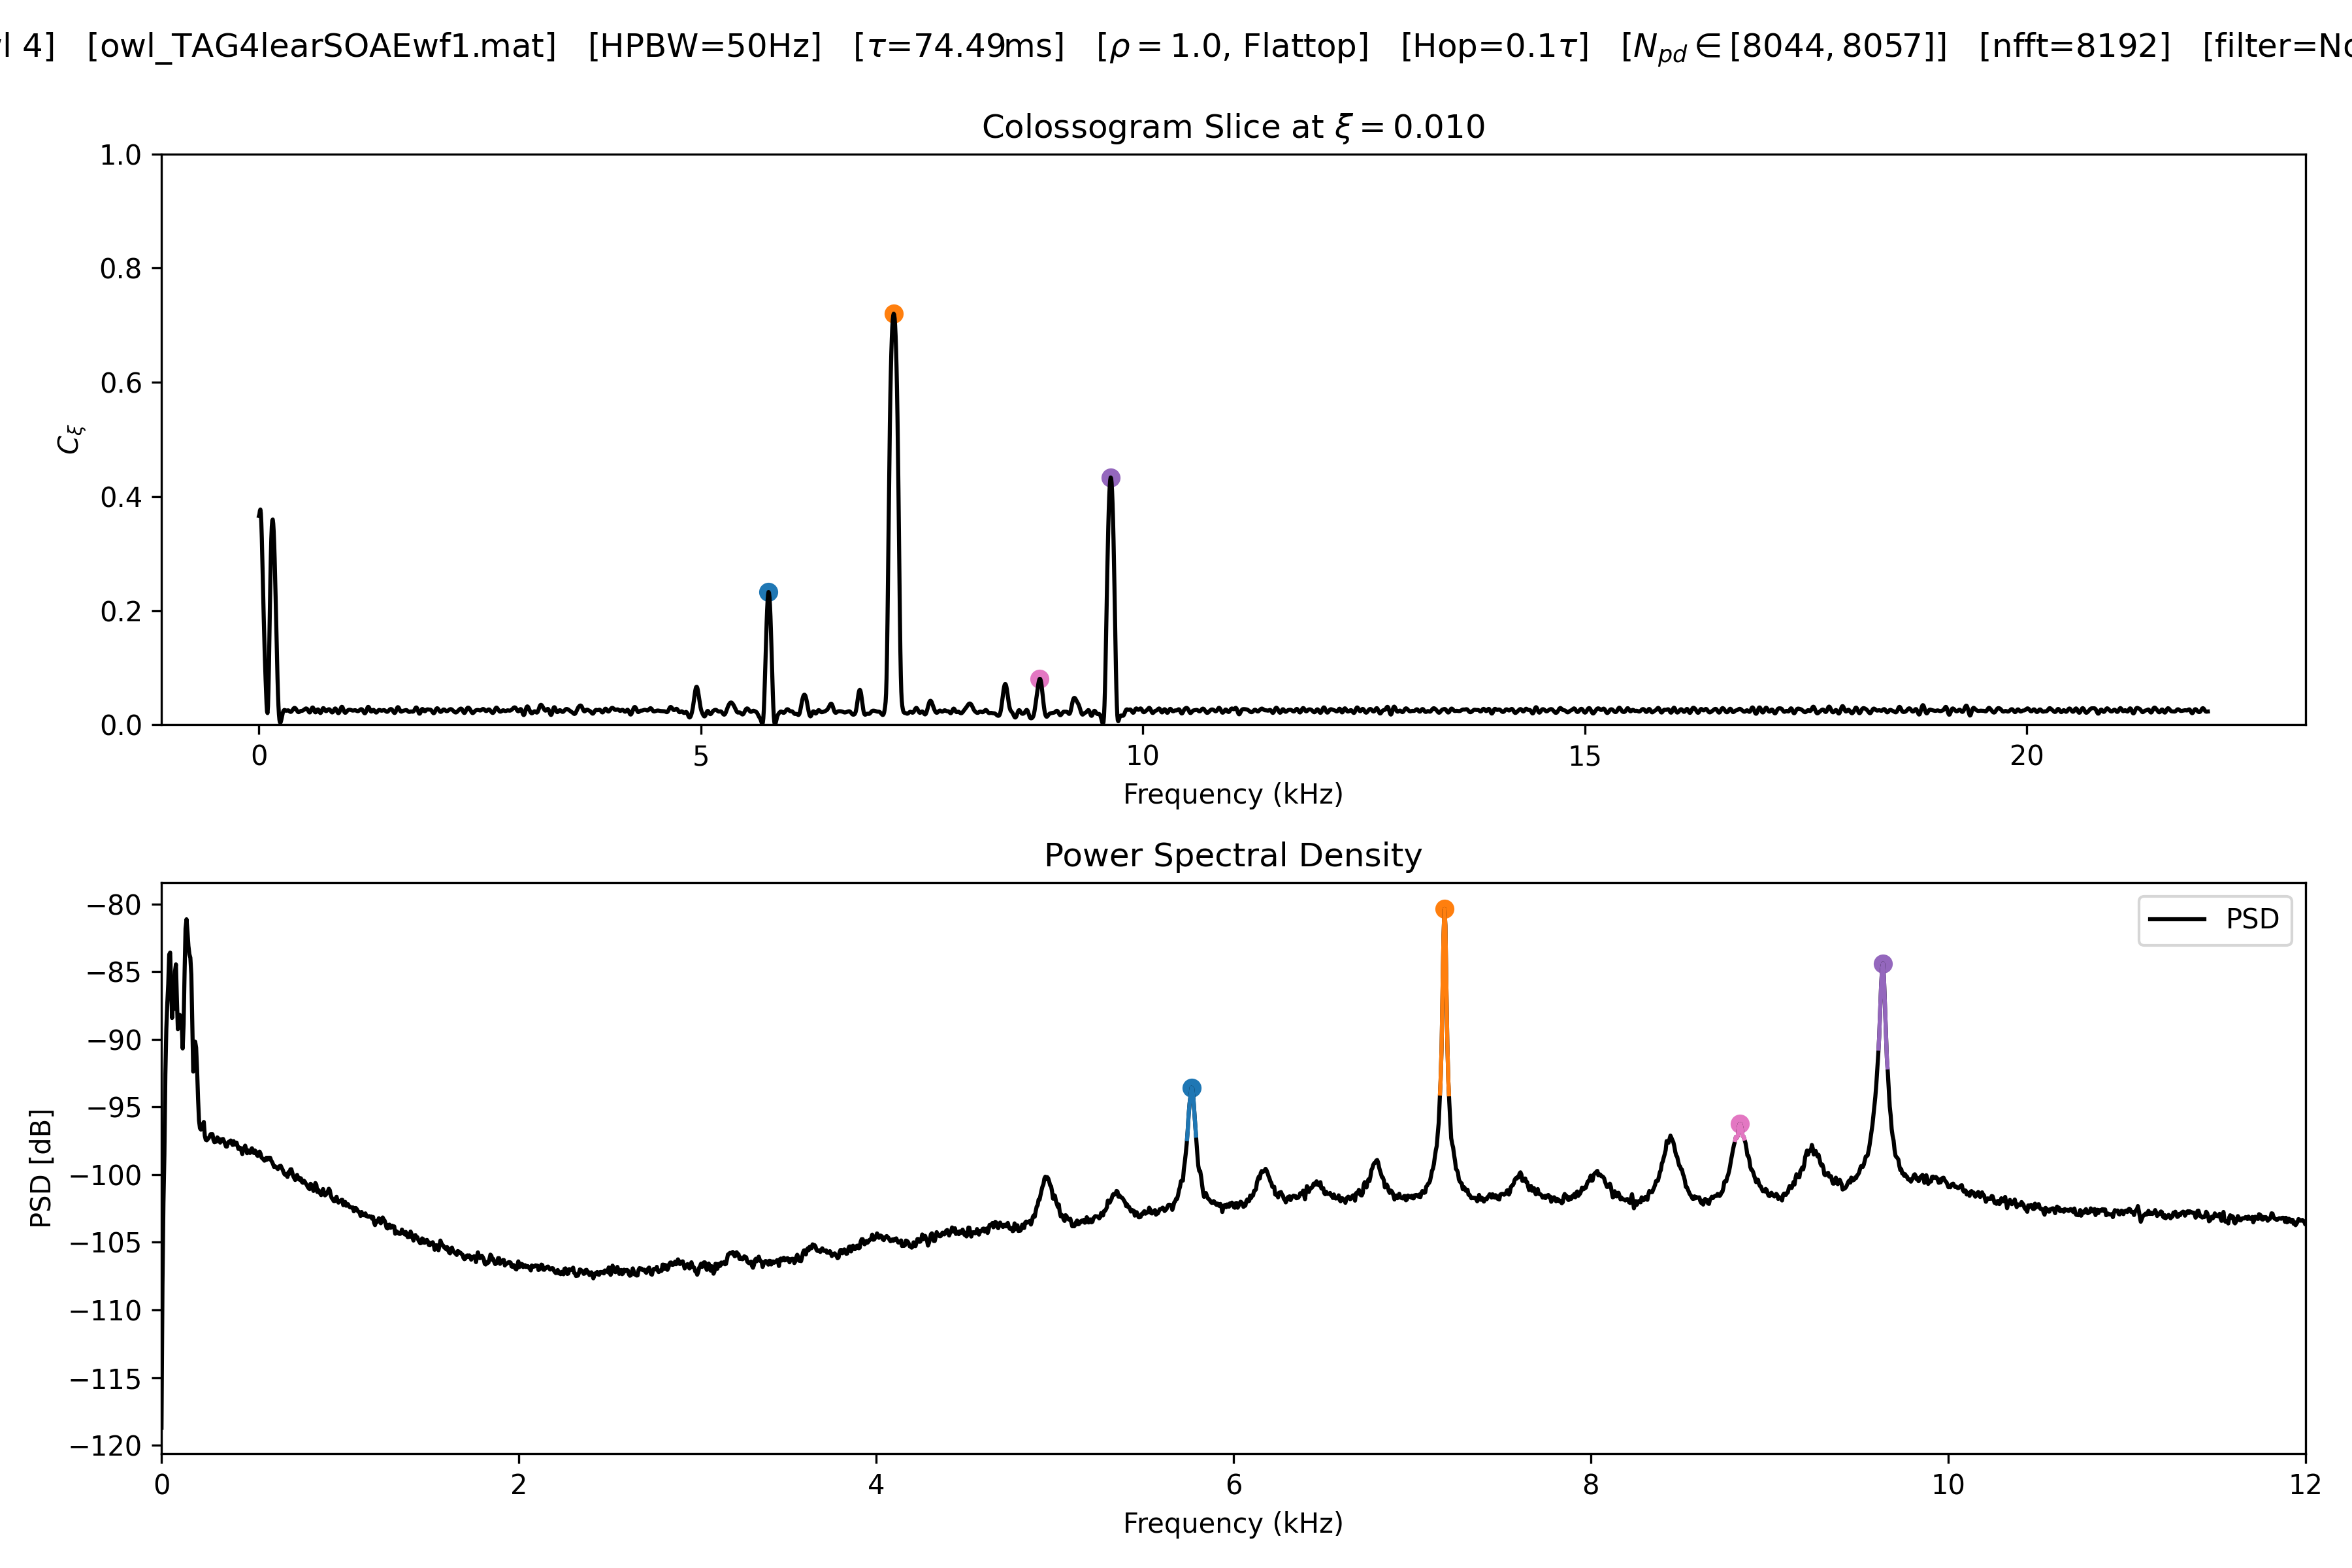 l 4] [owl_TAG4learSOAEwf1.mat] [HPBW=50Hz] [τ=74.49ms] [ρ = 1.0, Flattop] [Hop=0.1τ] [N_pd ∈ [8044, 8057]] [nfft=8192] [filter=No
Colossogram Slice at ξ = 0.010
1.0
0.8
0.6
0.4
0.2
0.0
C_ξ
0 5 10 15 20
Frequency (kHz)
Power Spectral Density
PSD
−80
−85
−90
−95
−100
−105
−110
−115
−120
PSD [dB]
0 2 4 6 8 10 12
Frequency (kHz)